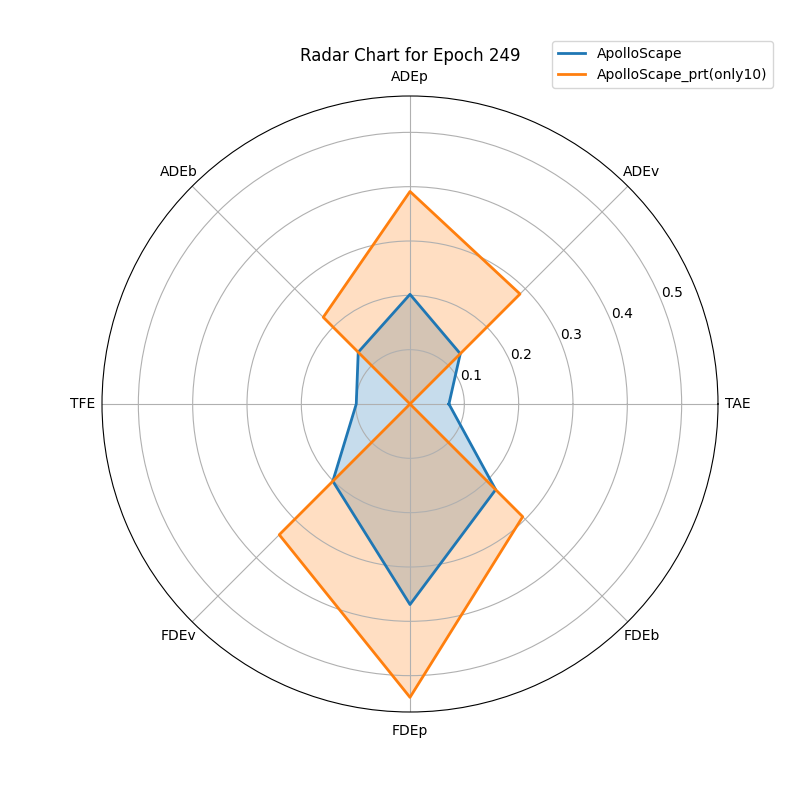 Radar Chart for Epoch 249
ApolloScape
ApolloScape_prt(only10)
ADEp
ADEb
ADEv
0.5
0.4
0.3
0.2
0.1
TFE
TAE
FDEv
FDEb
FDEp